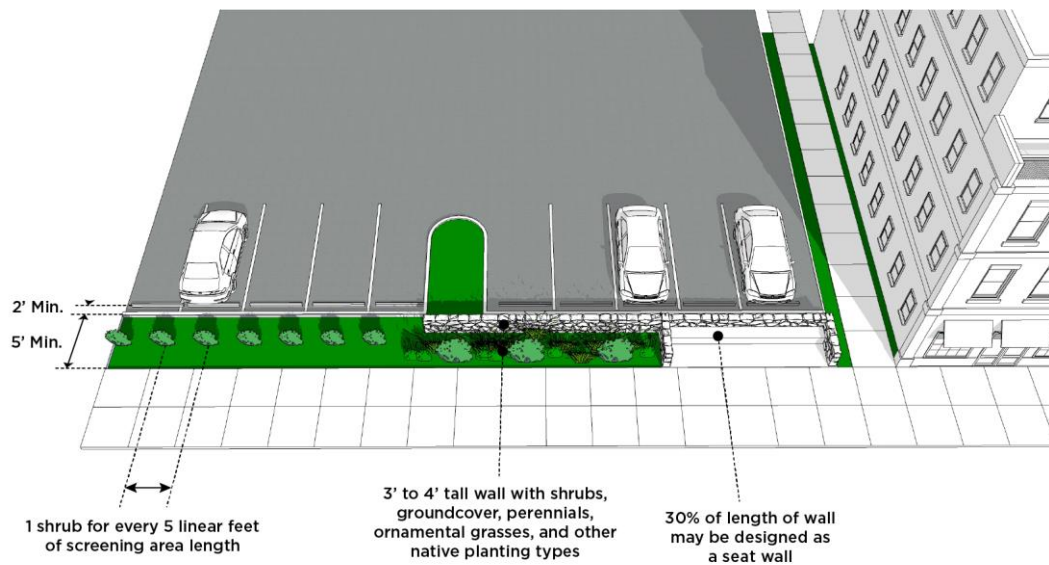 2’ Min.
5’ Min.
1 shrub for every 5 linear feet
of screening area length
3’ to 4’ tall wall with shrubs,
groundcover, perennials,
ornamental grasses, and other
native planting types
30% of length of wall
may be designed as
a seat wall